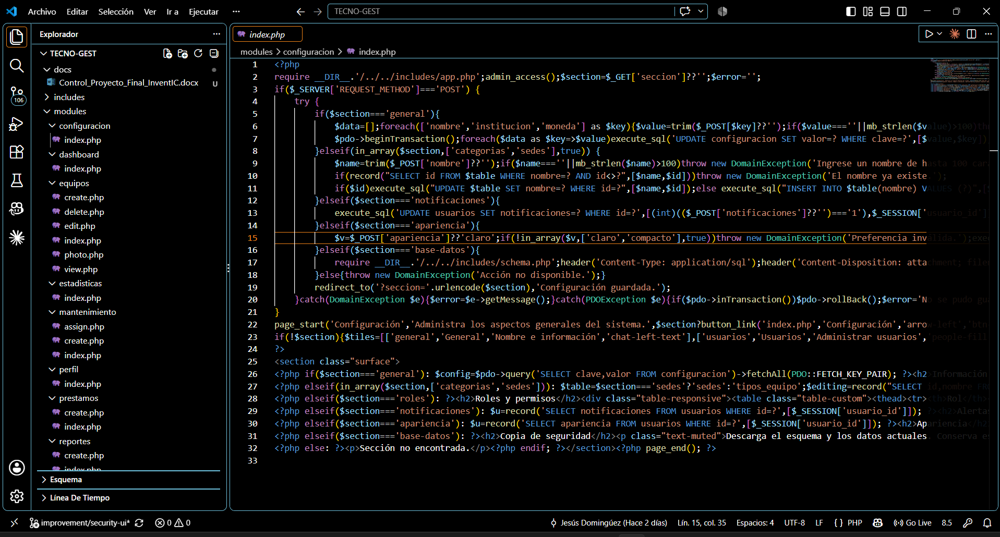 Archivo Editar Selección Ver Ir a Ejecutar ···
TECNO-GEST
Explorador
TECNO-GEST
docs
Control_Proyecto_Final_InventIC.docx U
includes
modules
configuracion
index.php
dashboard
index.php
equipos
create.php
delete.php
edit.php
index.php
photo.php
view.php
estadisticas
index.php
mantenimiento
assign.php
create.php
index.php
perfil
index.php
prestamos
create.php
index.php
reportes
create.php
index.php
Esquema
Línea De Tiempo
106
index.php
modules > configuracion > index.php
1 <?php
2 require __DIR__.'/../../includes/app.php';admin_access();$section=$_GET['seccion']??'';$error='';
3 if($_SERVER['REQUEST_METHOD']==='POST') {
4 try {
5 if($section==='general'){
6 $data=[];foreach(['nombre','institucion','moneda'] as $key){$value=trim($_POST[$key]??'');if($value===''||mb_strlen($value)>100)thr
7 $pdo->beginTransaction();foreach($data as $key=>$value)execute_sql('UPDATE configuracion SET valor=? WHERE clave=?',[$value,$key])
8 }elseif(in_array($section,['categorias','sedes'],true)) {
9 $name=trim($_POST['nombre']??'');if($name===''||mb_strlen($name)>100)throw new DomainException('Ingrese un nombre de hasta 100 car
10 if(record("SELECT id FROM $table WHERE nombre=? AND id<>?",[$name,$id]))throw new DomainException('El nombre ya existe.');
11 if($id)execute_sql("UPDATE $table SET nombre=? WHERE id=?",[$name,$id]);else execute_sql("INSERT INTO $table(nombre) VALUES (?)",[
12 }elseif($section==='notificaciones'){
13 execute_sql('UPDATE usuarios SET notificaciones=? WHERE id=?',[(int)(($_POST['notificaciones']??'')==='1'),$_SESSION['usuario_id']
14 }elseif($section==='apariencia'){
15 $v=$_POST['apariencia']??'claro';if(!in_array($v,['claro','compacto'],true))throw new DomainException('Preferencia inválida.');exe
16 }elseif($section==='base-datos'){
17 require __DIR__.'/../../includes/schema.php';header('Content-Type: application/sql');header('Content-Disposition: attachment; file
18 }else{throw new DomainException('Acción no disponible.');}
19 redirect_to('?seccion='.urlencode($section),'Configuración guardada.');
20 }catch(DomainException $e){$error=$e->getMessage();}catch(PDOException $e){if($pdo->inTransaction())$pdo->rollBack();$error='No se pudo gua
21 }
22 page_start('Configuración','Administra los aspectos generales del sistema.',$section?button_link('index.php','Configuración','arrow-left','btn
23 if(!$section){$tiles=[['general','General','Nombre e información','chat-left-text'],['usuarios','Usuarios','Administrar usuarios','people-fill
24 ?>
25 <section class="surface">
26 <?php if($section==='general'): $config=$pdo->query('SELECT clave,valor FROM configuracion')->fetchAll(PDO::FETCH_KEY_PAIR); ?><h2>Información
27 <?php elseif(in_array($section,['categorias','sedes'])): $table=$section==='sedes'?'sedes':'tipos_equipo';$editing=record("SELECT id,nombre FR
28 <?php elseif($section==='roles'): ?><h2>Roles y permisos</h2><div class="table-responsive"><table class="table-custom"><thead><tr><th>Rol</th>
29 <?php elseif($section==='notificaciones'): $u=record('SELECT notificaciones FROM usuarios WHERE id=?',[$_SESSION['usuario_id']]); ?><h2>Alertas
30 <?php elseif($section==='apariencia'): $u=record('SELECT apariencia FROM usuarios WHERE id=?',[$_SESSION['usuario_id']]); ?><h2>Apariencia</h2
31 <?php elseif($section==='base-datos'): ?><h2>Copia de seguridad</h2><p class="text-muted">Descarga el esquema y los datos actuales. Conserva es
32 <?php else: ?><p>Sección no encontrada.</p><?php endif; ?></section><?php page_end(); ?>
33
improvement/security-ui* 0 0 Jesús Domingúez (Hace 2 días) Lín. 15, col. 35 Espacios: 4 UTF-8 LF {} PHP Go Live 8.5